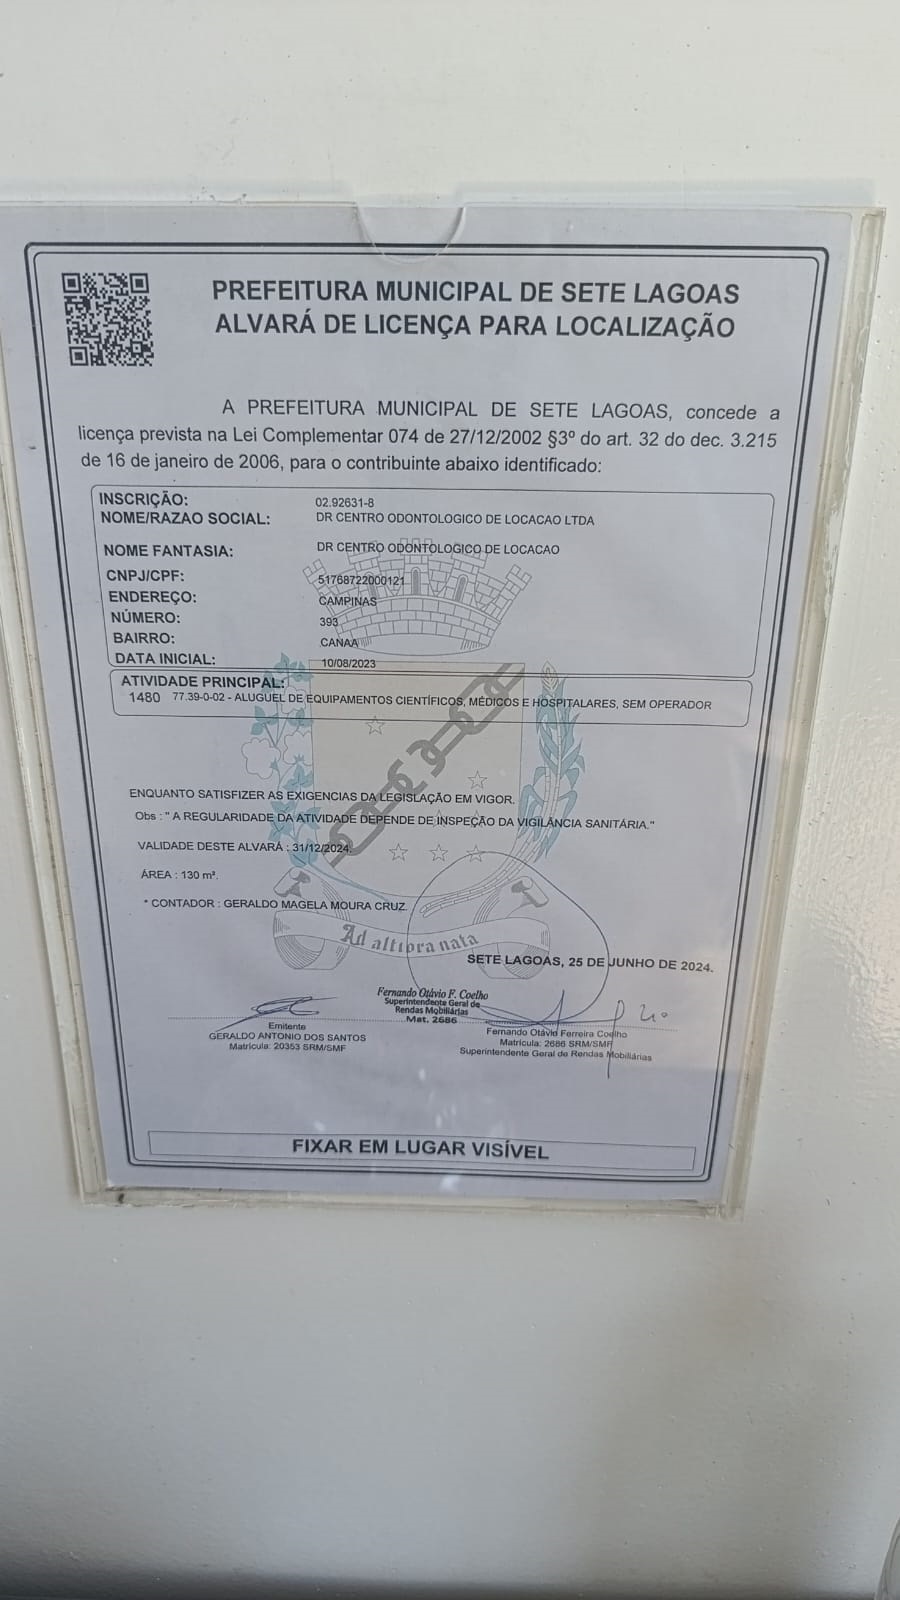 PREFEITURA MUNICIPAL DE SETE LAGOAS
ALVARÁ DE LICENÇA PARA LOCALIZAÇÃO
A PREFEITURA MUNICIPAL DE SETE LAGOAS, concede a
licença prevista na Lei Complementar 074 de 27/12/2002 §3º do art. 32 do dec. 3.215
de 16 de janeiro de 2006, para o contribuinte abaixo identificado:
INSCRIÇÃO: 02.92631-8
NOME/RAZAO SOCIAL: DR CENTRO ODONTOLOGICO DE LOCACAO LTDA
NOME FANTASIA: DR CENTRO ODONTOLOGICO DE LOCACAO
CNPJ/CPF: 51768722000121
ENDEREÇO: CAMPINAS
NÚMERO: 393
BAIRRO: CANAA
DATA INICIAL: 10/08/2023
ATIVIDADE PRINCIPAL:
1480 77.39-0-02 - ALUGUEL DE EQUIPAMENTOS CIENTÍFICOS, MÉDICOS E HOSPITALARES, SEM OPERADOR
ENQUANTO SATISFIZER AS EXIGENCIAS DA LEGISLAÇÃO EM VIGOR.
Obs : " A REGULARIDADE DA ATIVIDADE DEPENDE DE INSPEÇÃO DA VIGILÂNCIA SANITÁRIA."
VALIDADE DESTE ALVARÁ : 31/12/2024.
ÁREA : 130 m².
* CONTADOR : GERALDO MAGELA MOURA CRUZ.
Ad altiora nata
SETE LAGOAS, 25 DE JUNHO DE 2024.
Fernando Otávio F. Coelho
Superintendente Geral de
Rendas Mobiliárias
Mat. 2686
Emitente
GERALDO ANTONIO DOS SANTOS
Matrícula: 20353 SRM/SMF
Fernando Otávio Ferreira Coelho
Matrícula: 2686 SRM/SMF
Superintendente Geral de Rendas Mobiliárias
FIXAR EM LUGAR VISÍVEL